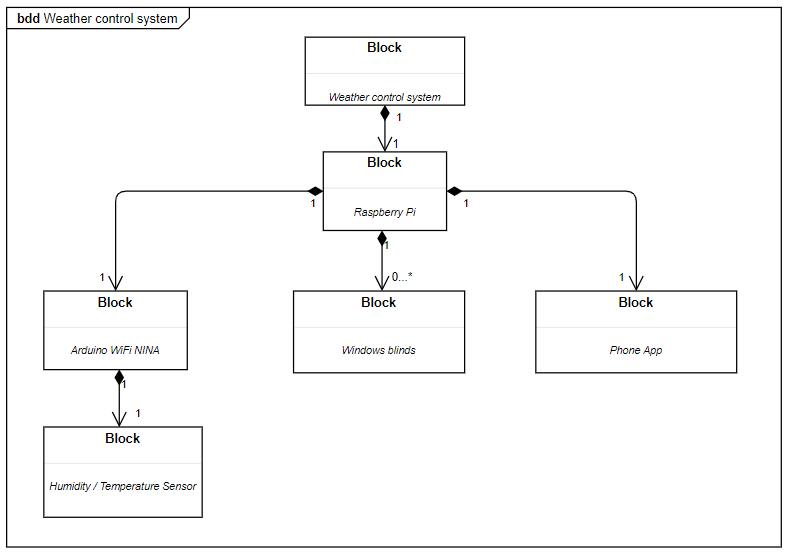 bdd Weather control system
Block
Weather control system
1
1
Block
Raspberry Pi
1
1
1
1
0...*
1
Block
Arduino WiFi NINA
Block
Windows blinds
Block
Phone App
1
1
Block
Humidity / Temperature Sensor